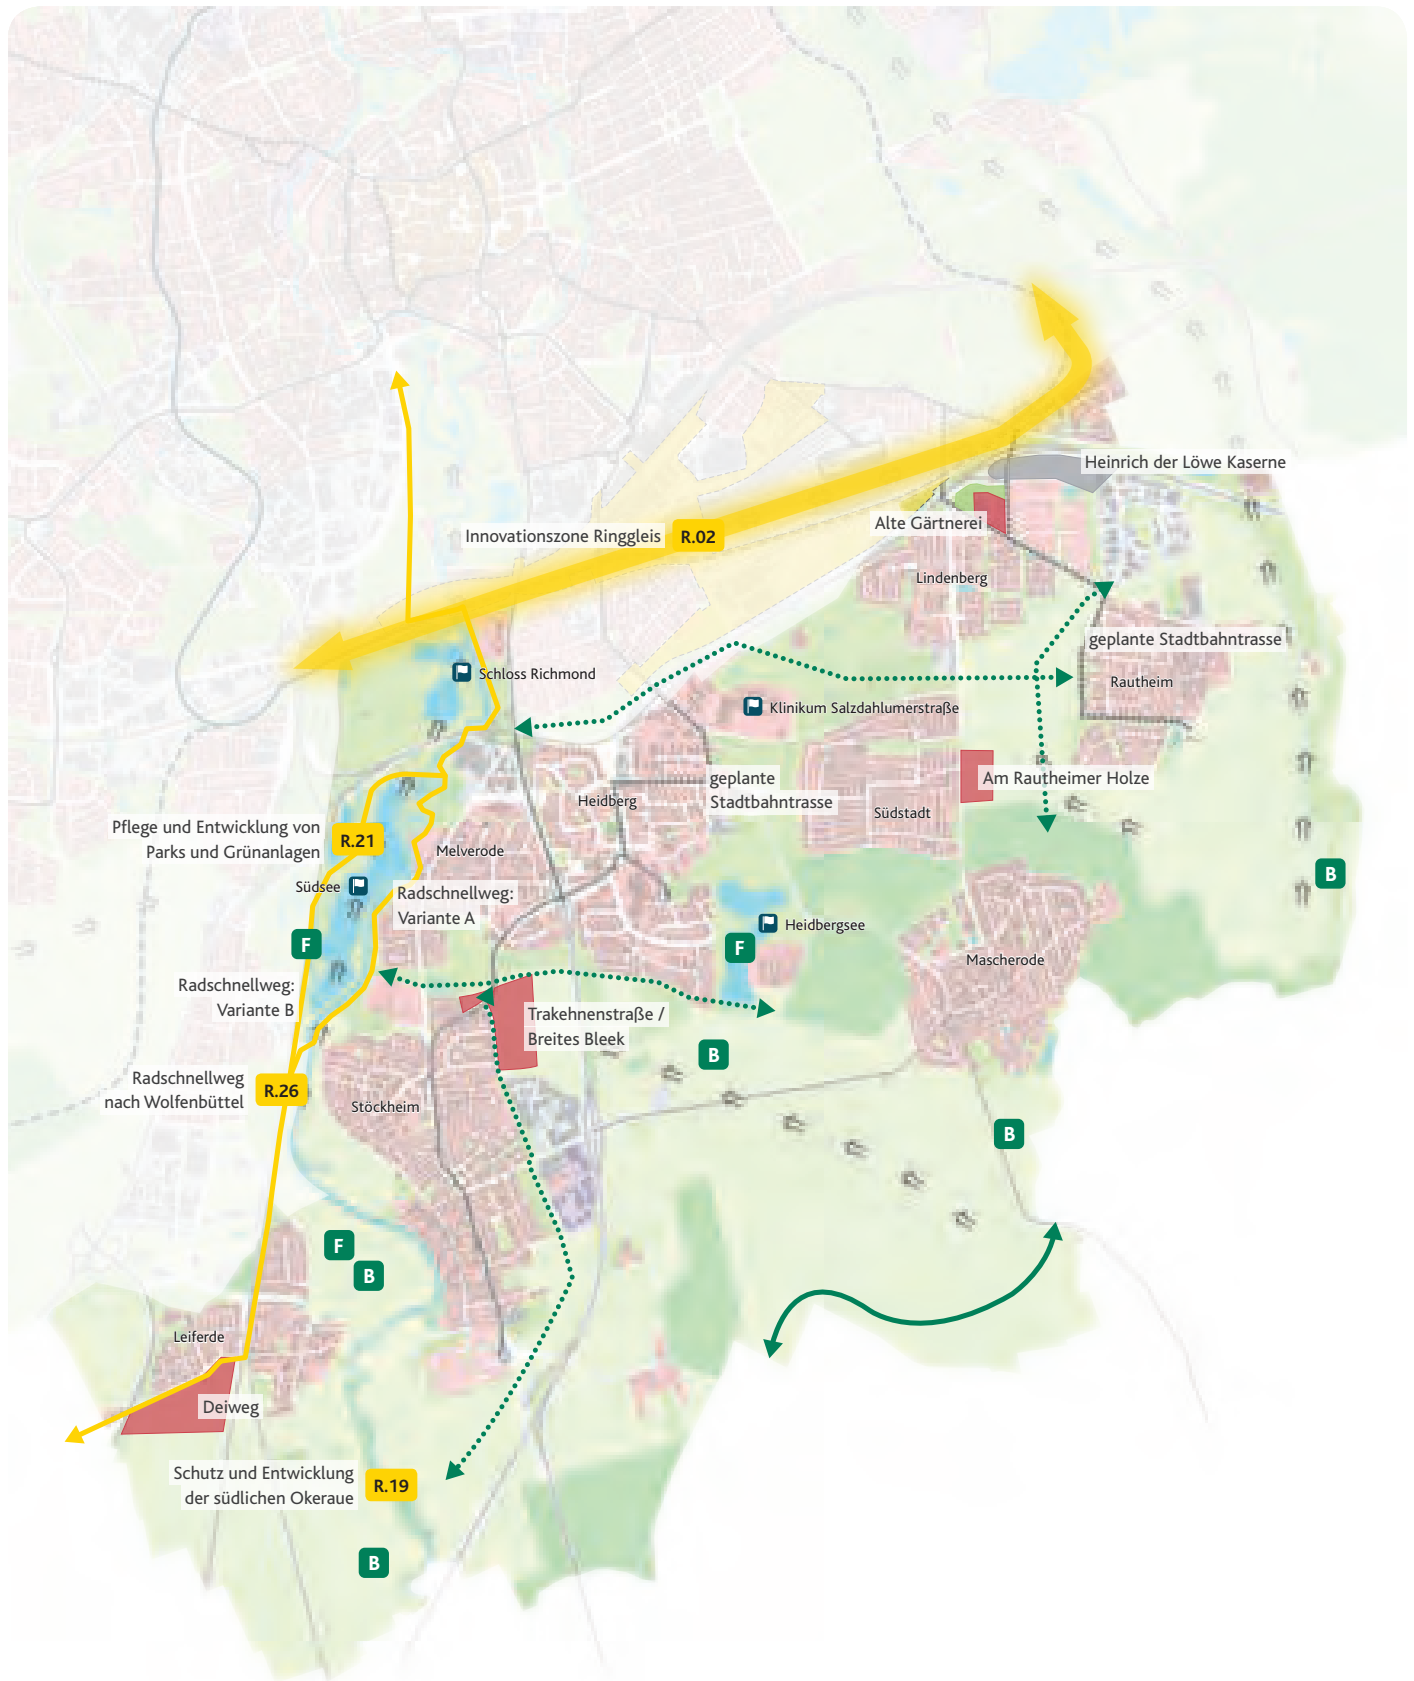 Heinrich der Löwe Kaserne
Alte Gärtnerei
Innovationszone Ringgleis R.02
Lindenberg
geplante Stadtbahntrasse
Schloss Richmond
Rautheim
Klinikum Salzdahlumerstraße
geplante
Stadtbahntrasse
Am Rautheimer Holze
Heidberg
Südstadt
Pflege und Entwicklung von
Parks und Grünanlagen
R.21
Melverode
B
Südsee
Radschnellweg:
Variante A
Heidbergsee
F
F
Mascherode
Radschnellweg:
Variante B
Trakehnenstraße /
Breites Bleek
B
Radschnellweg
nach Wolfenbüttel
R.26
Stöckheim
B
F
B
Leiferde
Deiweg
Schutz und Entwicklung
der südlichen Okeraue
R.19
B